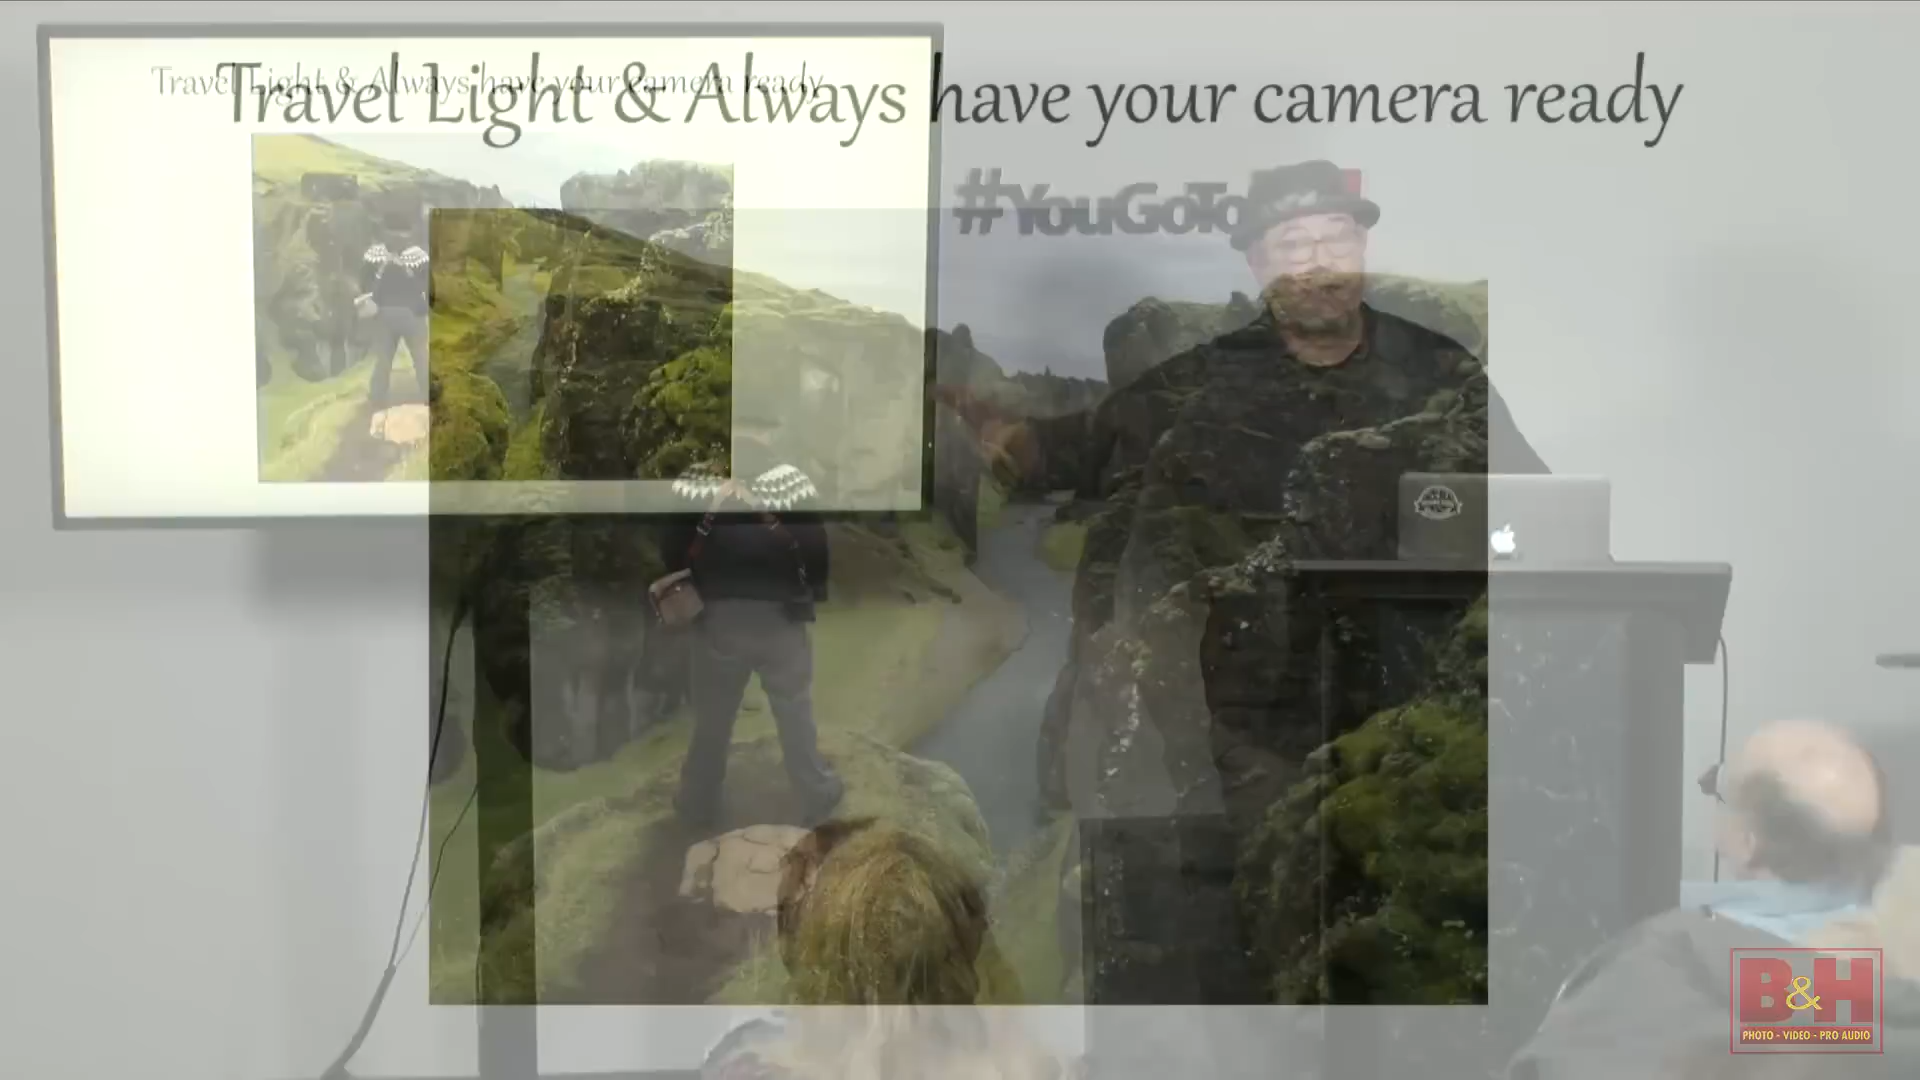 Travel Light & Always have your camera ready
Travel Light & Always have your camera ready
#YouGoTo
B&H
PHOTO - VIDEO - PRO AUDIO